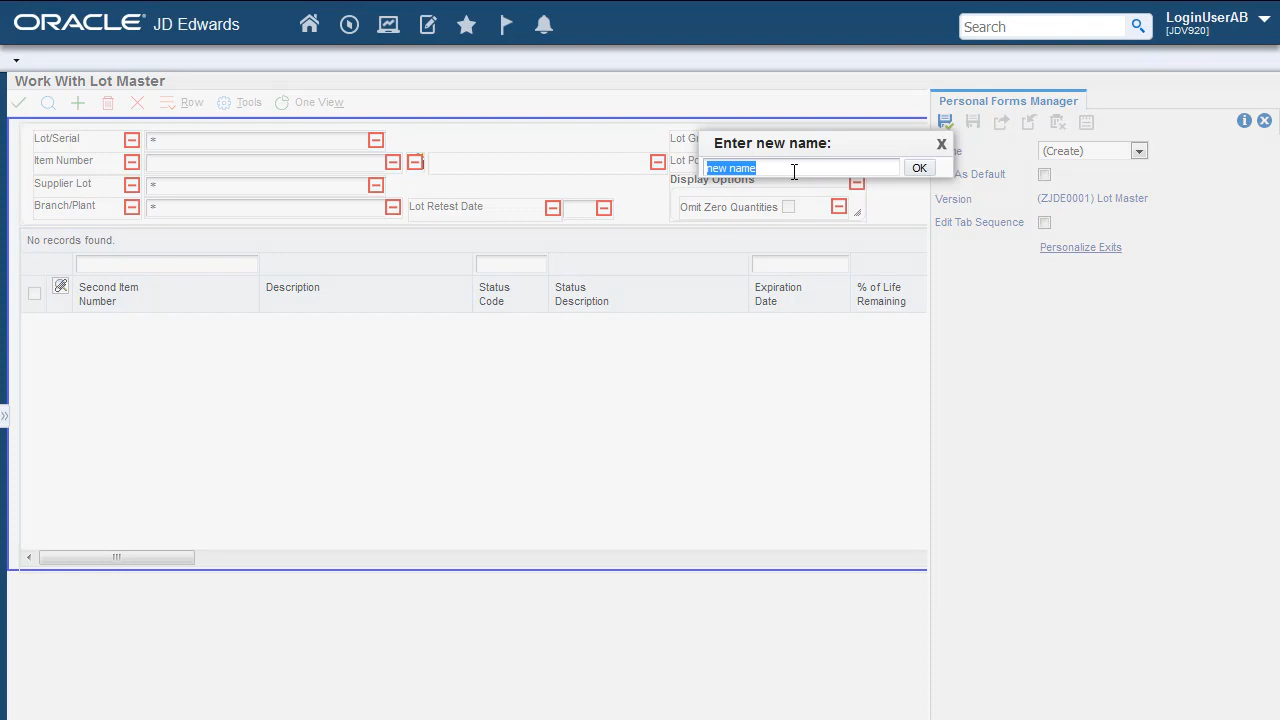 ORACLE JD Edwards
Search
LoginUserAB
[JDV920]
Work With Lot Master
Row Tools One View
Personal Forms Manager
Lot/Serial *
Lot Gr
Enter new name: X
new name OK
(Create)
Item Number
Lot Po
Supplier Lot *
Display Options
As Default
Branch/Plant *
Lot Retest Date
Omit Zero Quantities
Version (ZJDE0001) Lot Master
Edit Tab Sequence
Personalize Exits
No records found.
Second Item
Number
Description
Status
Code
Status
Description
Expiration
Date
% of Life
Remaining